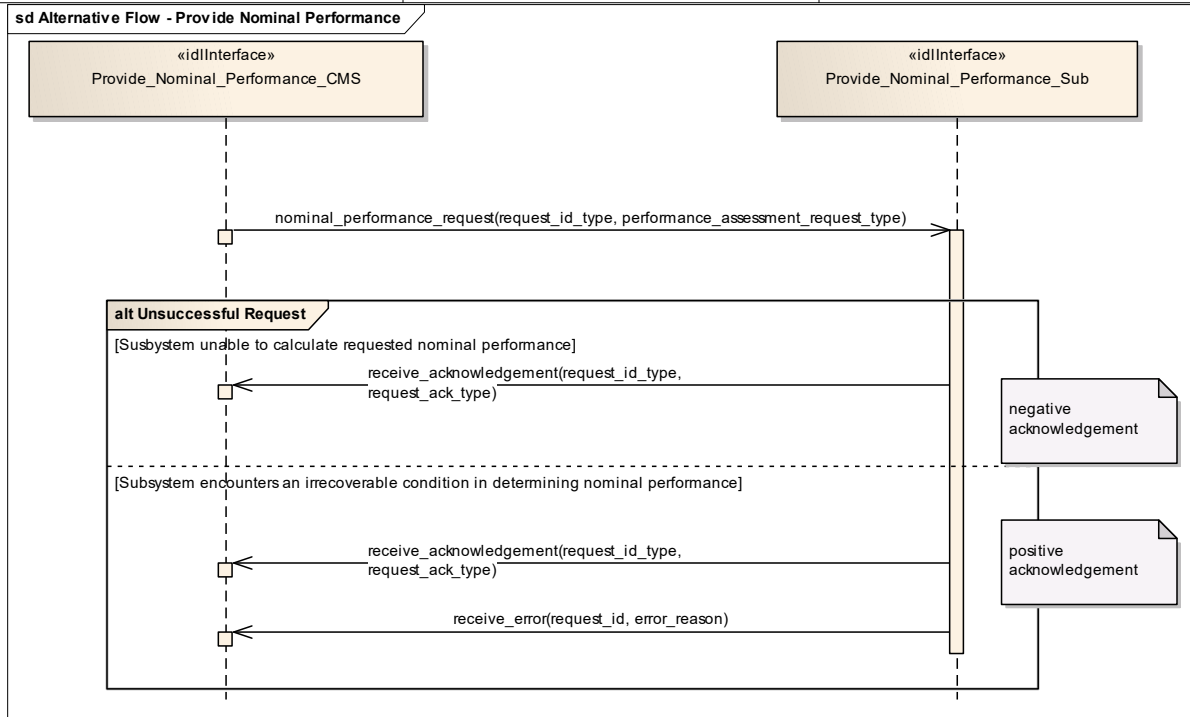 sd Alternative Flow - Provide Nominal Performance
«idlInterface»
Provide_Nominal_Performance_CMS
«idlInterface»
Provide_Nominal_Performance_Sub
nominal_performance_request(request_id_type, performance_assessment_request_type)
alt Unsuccessful Request
[Susbystem unable to calculate requested nominal performance]
receive_acknowledgement(request_id_type,
request_ack_type)
negative
acknowledgement
[Subsystem encounters an irrecoverable condition in determining nominal performance]
receive_acknowledgement(request_id_type,
request_ack_type)
positive
acknowledgement
receive_error(request_id, error_reason)